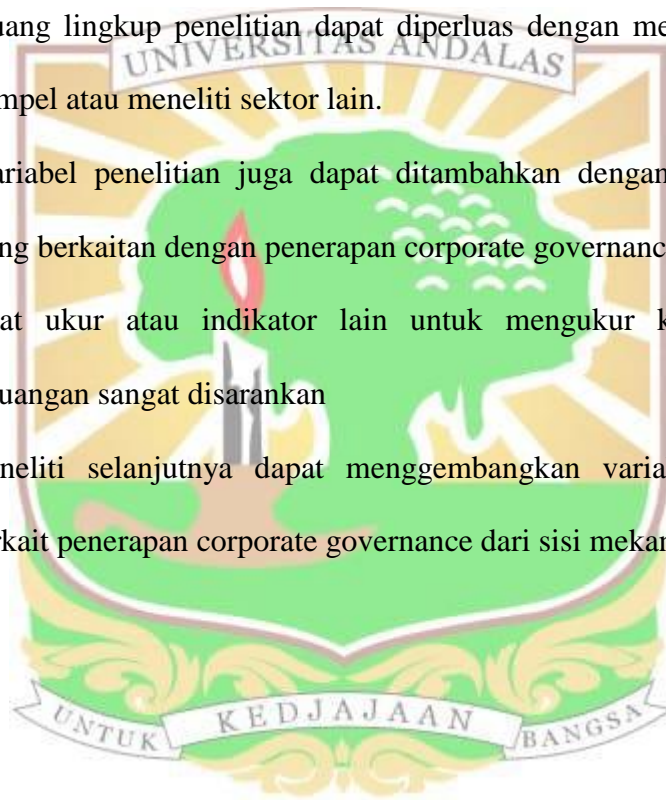 uang lingkup penelitian dapat diperluas dengan me
UNIVERSITAS ANDALAS
mpel atau meneliti sektor lain.
ariabel penelitian juga dapat ditambahkan dengan
ng berkaitan dengan penerapan corporate governanc
at ukur atau indikator lain untuk mengukur k
uangan sangat disarankan
neliti selanjutnya dapat menggembangkan varia
rkait penerapan corporate governance dari sisi mekan
UNTUK KEDJAJAAN BANGSA